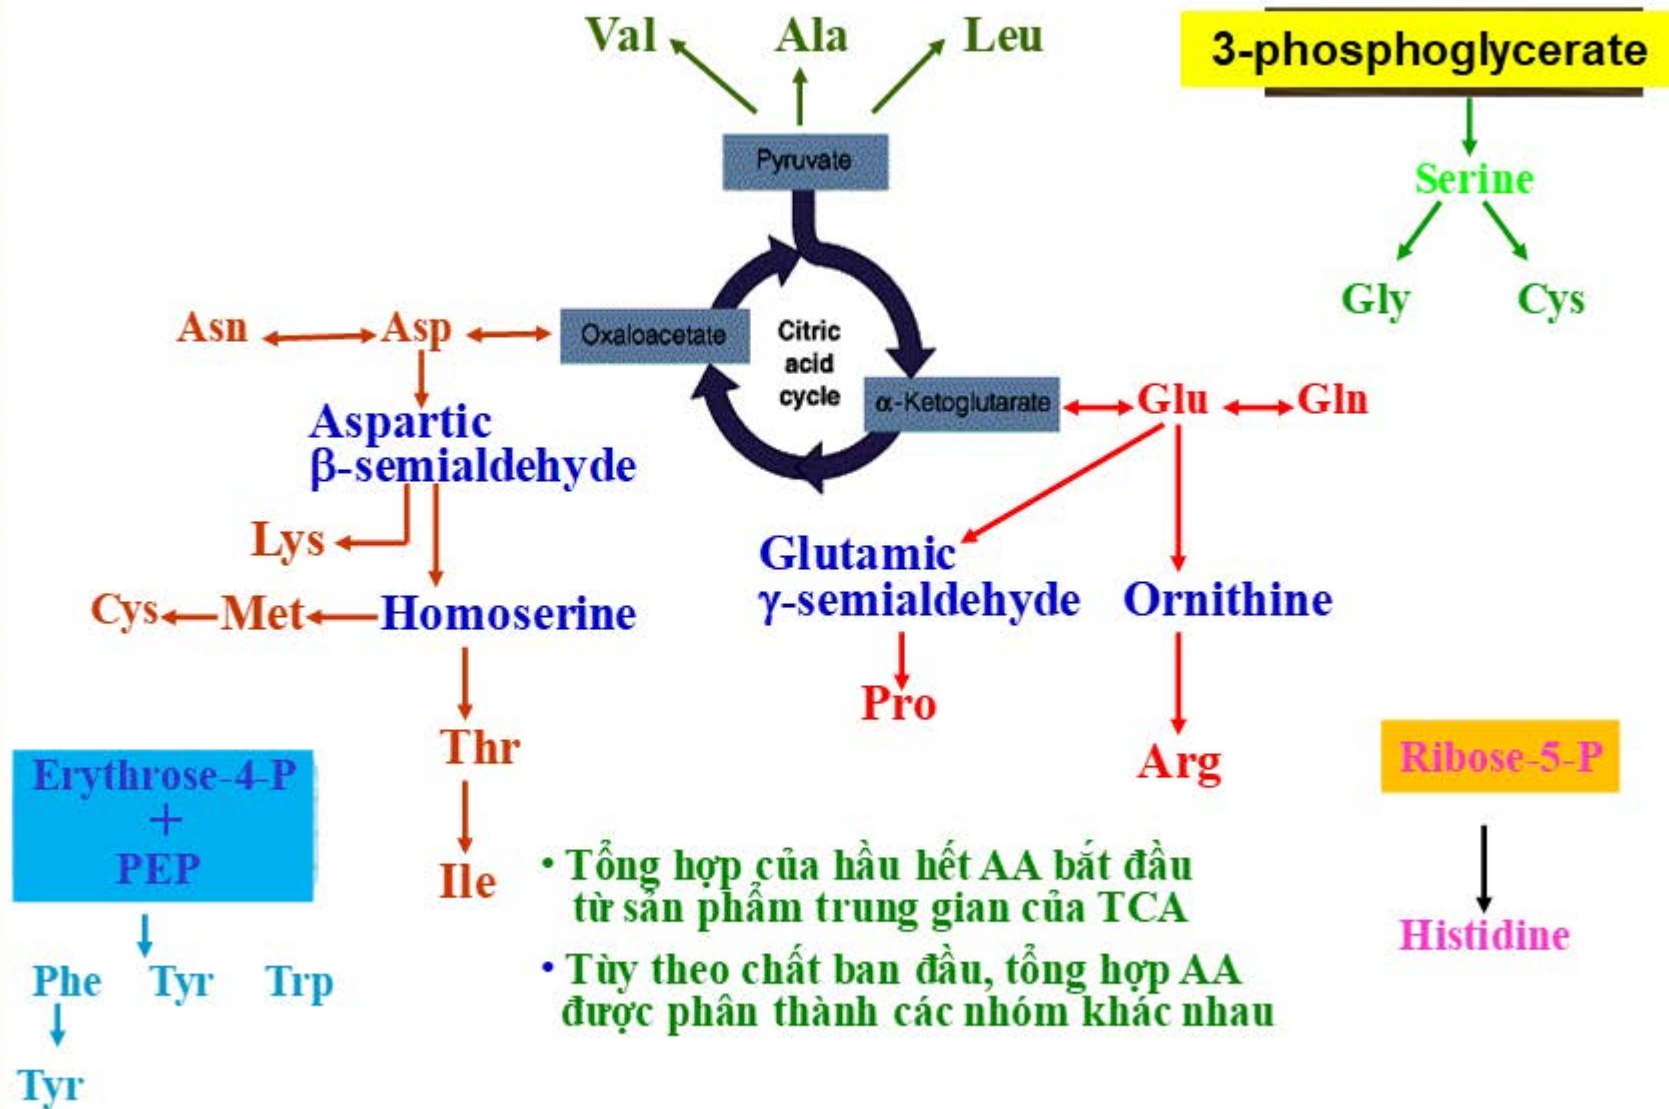 Val Ala Leu
3-phosphoglycerate
Pyruvate
Serine
Gly Cys
Asn Asp Oxaloacetate
Citric
acid
cycle
α-Ketoglutarate Glu Gln
Aspartic
β-semialdehyde
Lys
Glutamic
γ-semialdehyde
Ornithine
Cys Met Homoserine
Pro
Thr
Arg
Ile
Erythrose-4-P
+
PEP
Phe Tyr Trp
Tyr
Ribose-5-P
Histidine
• Tổng hợp của hầu hết AA bắt đầu
từ sản phẩm trung gian của TCA
• Tùy theo chất ban đầu, tổng hợp AA
được phân thành các nhóm khác nhau